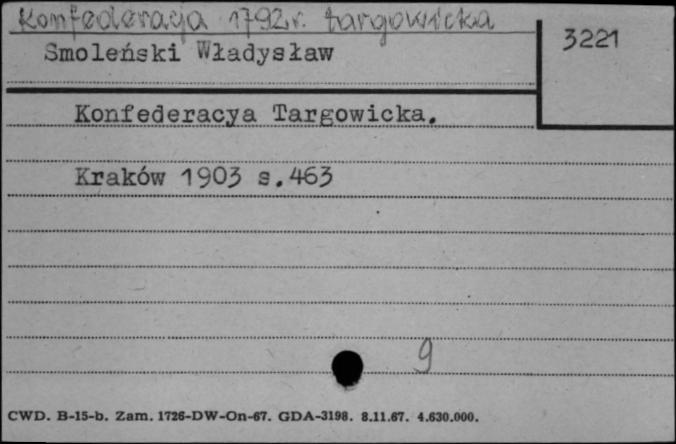 Konfederacja 1792r. targowicka
Smoleński Władysław
3221
Konfederacya Targowicka.
Kraków 1903 s.463
9
CWD. B-15-b. Zam. 1726-DW-On-67. GDA-3198. 8.11.67. 4.630.000.